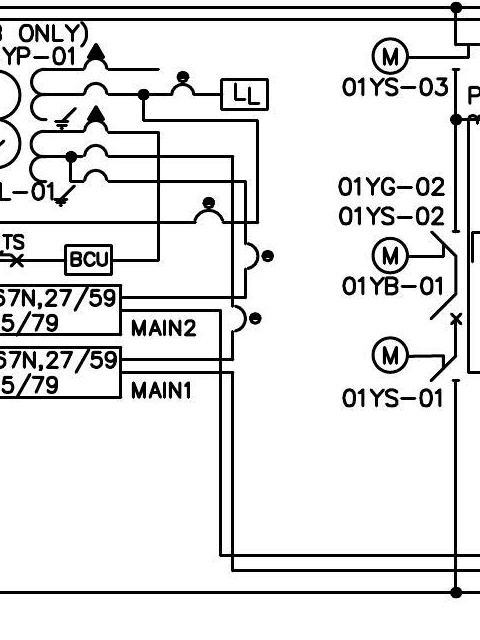 B ONLY)
YP-01
M
01YS-03
LL
P
L-01
01YG-02
01YS-02
TS
BCU
M
01YB-01
67N,27/59
5/79
MAIN2
67N,27/59
5/79
MAIN1
M
01YS-01